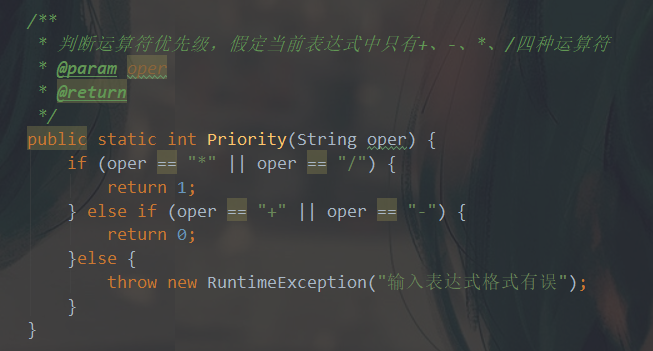 /**
 * 判断运算符优先级，假定当前表达式中只有+、-、*、/四种运算符
 * @param oper
 * @return
 */
public static int Priority(String oper) {
    if (oper == "*" || oper == "/") {
        return 1;
    } else if (oper == "+" || oper == "-") {
        return 0;
    }else {
        throw new RuntimeException("输入表达式格式有误");
    }
}